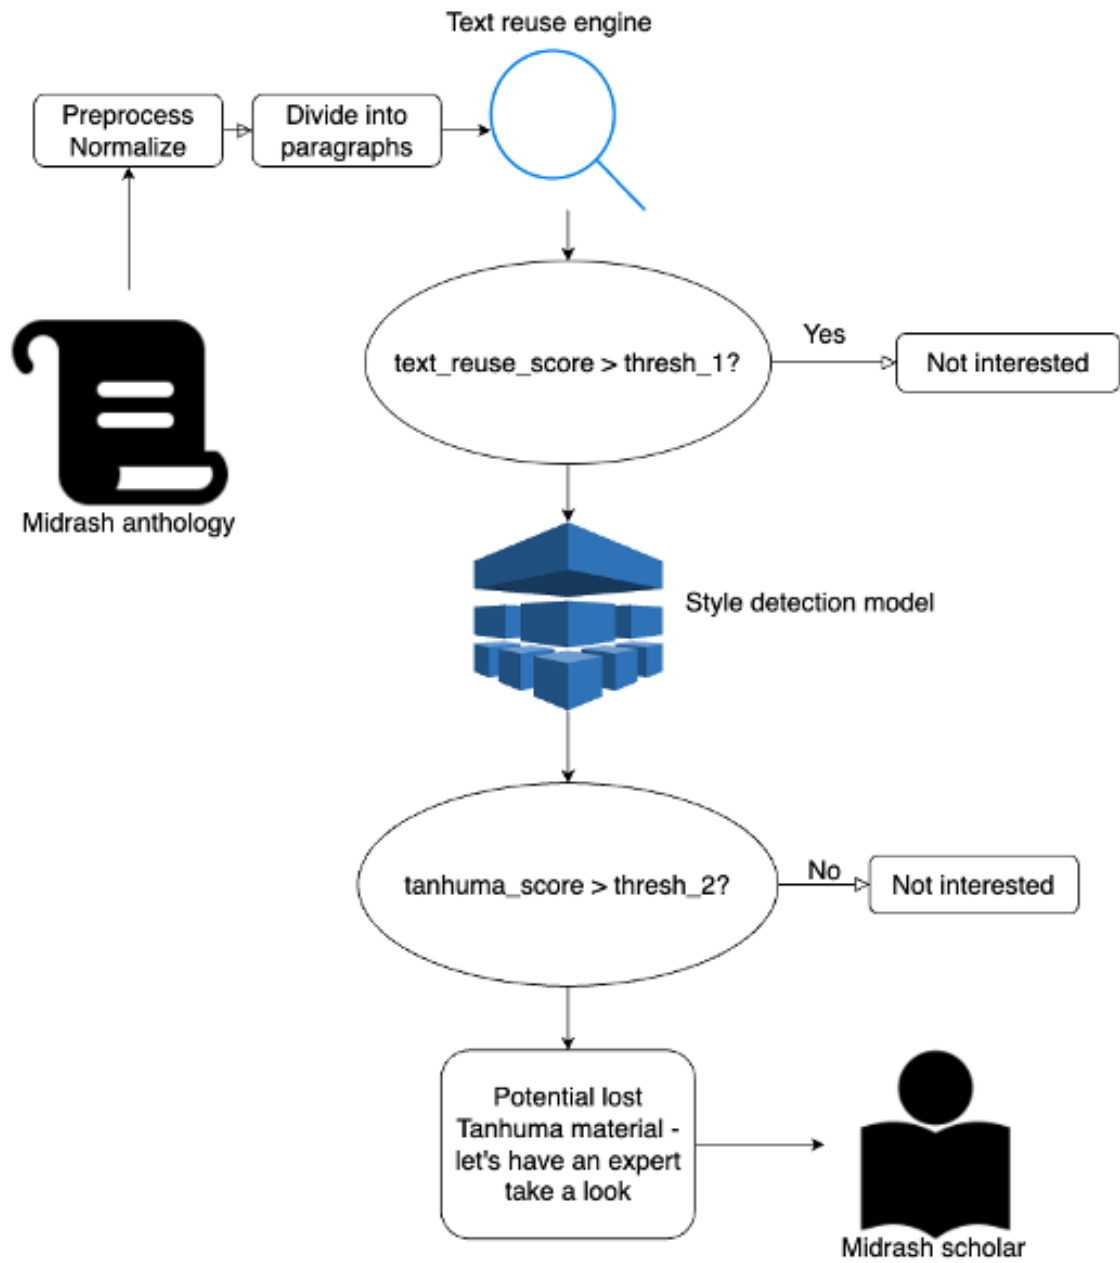 Text reuse engine
Preprocess
Normalize
Divide into
paragraphs
text_reuse_score > thresh_1?
Yes
Not interested
Midrash anthology
Style detection model
tanhuma_score > thresh_2?
No
Not interested
Potential lost
Tanhuma material -
let's have an expert
take a look
Midrash scholar